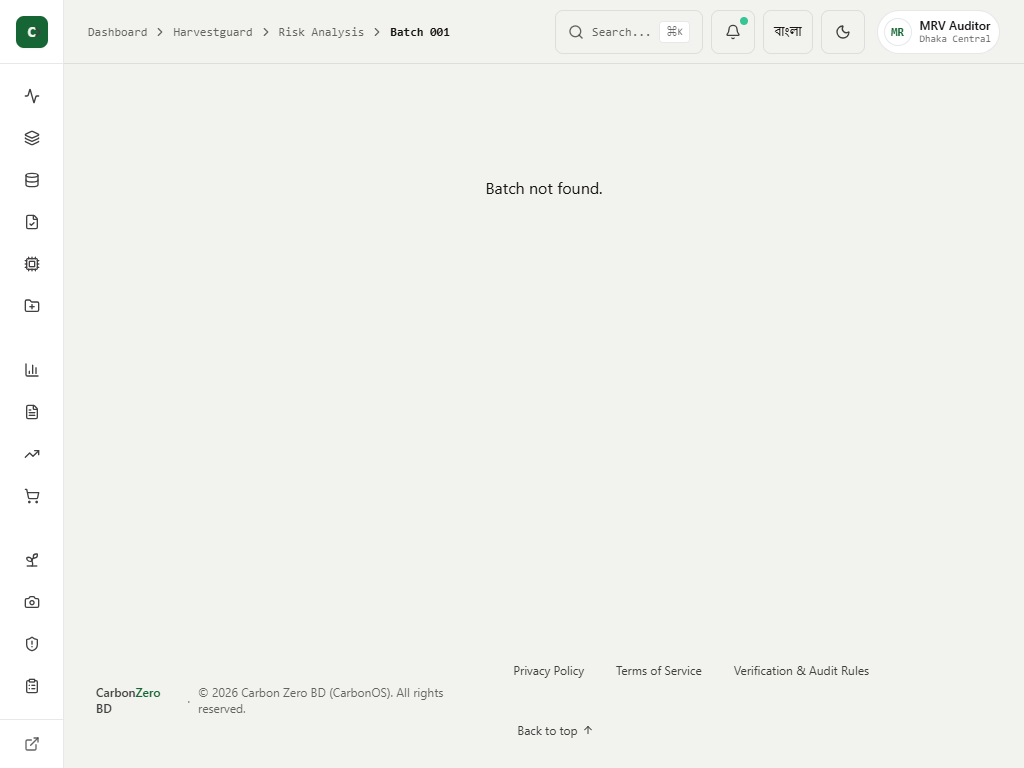 C
Dashboard > Harvestguard > Risk Analysis > Batch 001
Search... ⌘K
বাংলা
MR
MRV Auditor
Dhaka Central
Batch not found.
Privacy Policy
Terms of Service
Verification & Audit Rules
CarbonZero
BD
·
© 2026 Carbon Zero BD (CarbonOS). All rights
reserved.
Back to top ↑